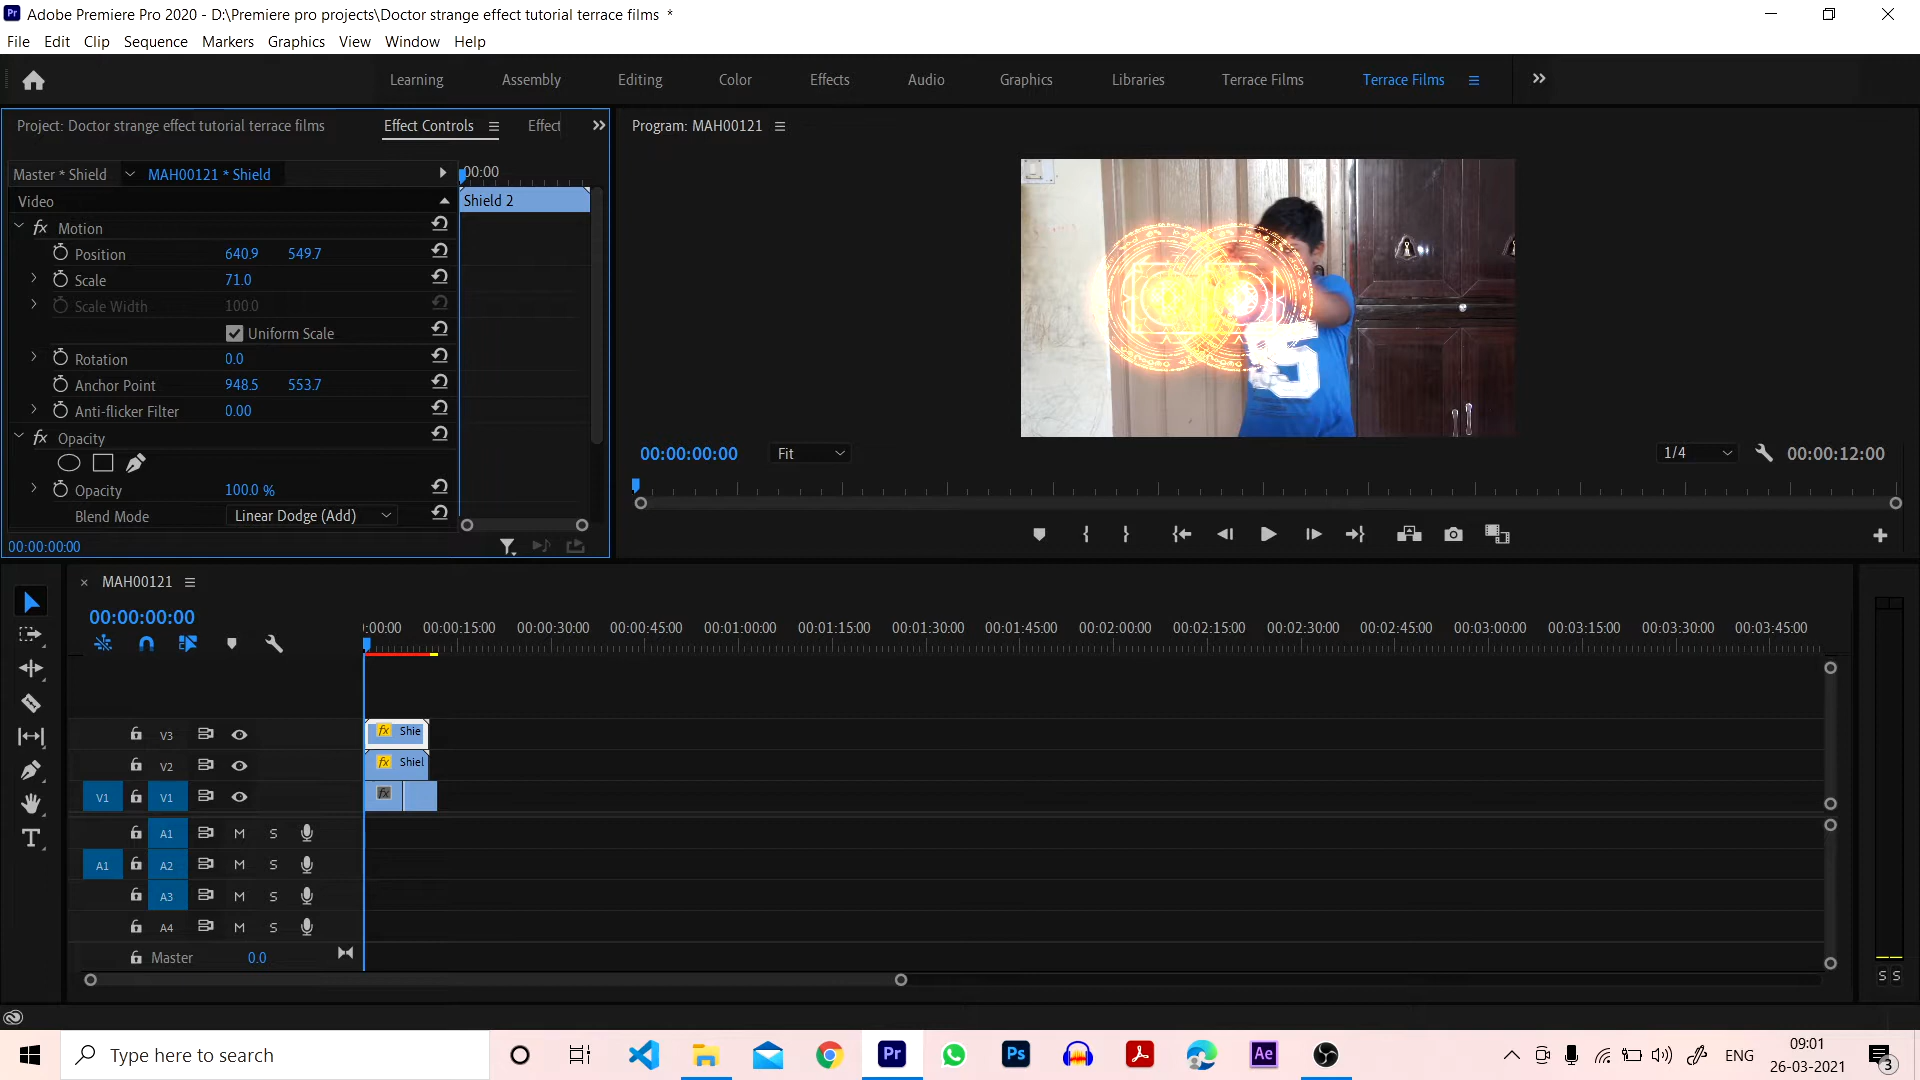 Adobe Premiere Pro 2020 - D:\Premiere pro projects\Doctor strange effect tutorial terrace films *
File Edit Clip Sequence Markers Graphics View Window Help
Learning Assembly Editing Color Effects Audio Graphics Libraries Terrace Films Terrace Films
Project: Doctor strange effect tutorial terrace films Effect Controls Effect
Program: MAH00121
Master * Shield MAH00121 * Shield
:00:00
Video
Shield 2
fx Motion
Position 640.9 549.7
Scale 71.0
Scale Width 100.0
Uniform Scale
Rotation 0.0
Anchor Point 948.5 553.7
Anti-flicker Filter 0.00
fx Opacity
Opacity 100.0 %
Blend Mode Linear Dodge (Add)
00:00:00:00
5
00:00:00:00 Fit 1/4 00:00:12:00
MAH00121
00:00:00:00
:00:00 00:00:15:00 00:00:30:00 00:00:45:00 00:01:00:00 00:01:15:00 00:01:30:00 00:01:45:00 00:02:00:00 00:02:15:00 00:02:30:00 00:02:45:00 00:03:00:00 00:03:15:00 00:03:30:00 00:03:45:00
V3 fx Shie
V2 fx Shiel
V1 V1 fx
A1 M S
A1 A2 M S
A3 M S
A4 M S
Master 0.0
S S
Type here to search
Pr Ps Ae
ENG
09:01
26-03-2021
3